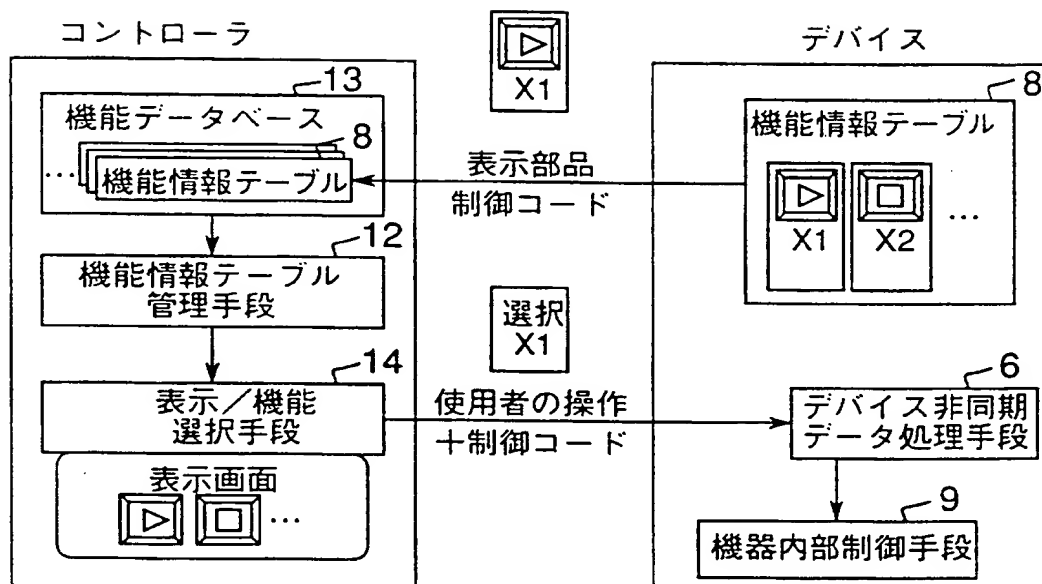 コントローラ
13
機能データベース
8
…
機能情報テーブル
12
機能情報テーブル
管理手段
14
表示／機能
選択手段
表示画面
…
X1
表示部品
制御コード
選択
X1
使用者の操作
＋制御コード
デバイス
8
機能情報テーブル
X1 X2 …
6
デバイス非同期
データ処理手段
9
機器内部制御手段